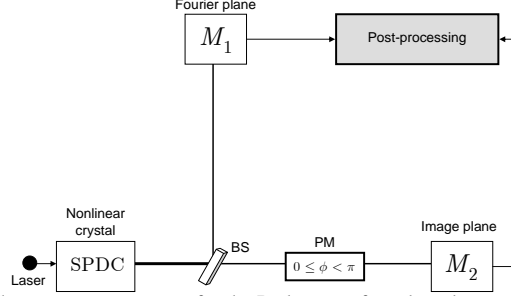 Fourier plane
M1
Post-processing
Nonlinear
crystal
SPDC
Laser
BS
PM
0 ≤ ϕ < π
Image plane
M2